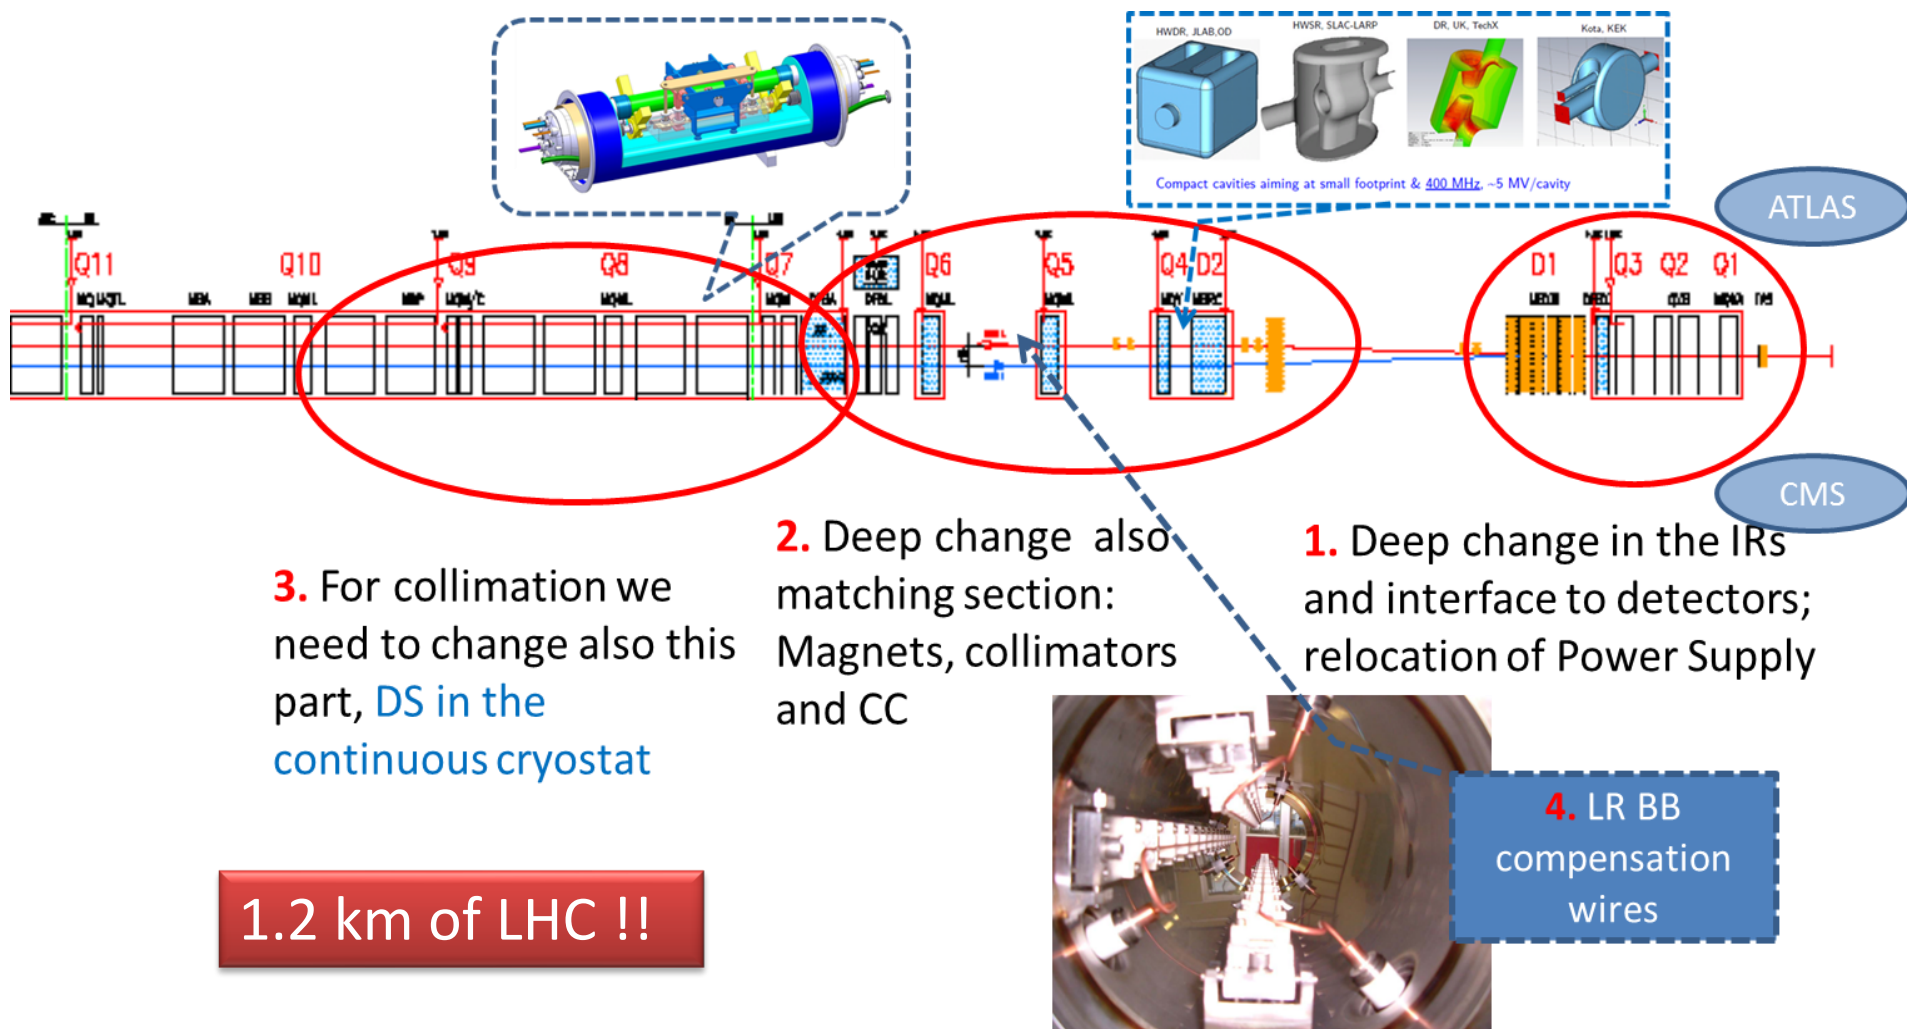 HWDR, JLAB,OD
HWSR, SLAC-LARP
DR, UK, TechX
Kota, KEK
Compact cavities aiming at small footprint & 400 MHz, ~5 MV/cavity
ATLAS
Q11
Q10
Q9
Q8
Q7
Q6
Q5
Q4
D2
D1
Q3
Q2
Q1
CMS
1. Deep change in the IRs
and interface to detectors;
relocation of Power Supply
2. Deep change also
matching section:
Magnets, collimators
and CC
3. For collimation we
need to change also this
part, DS in the
continuous cryostat
4. LR BB
compensation
wires
1.2 km of LHC !!